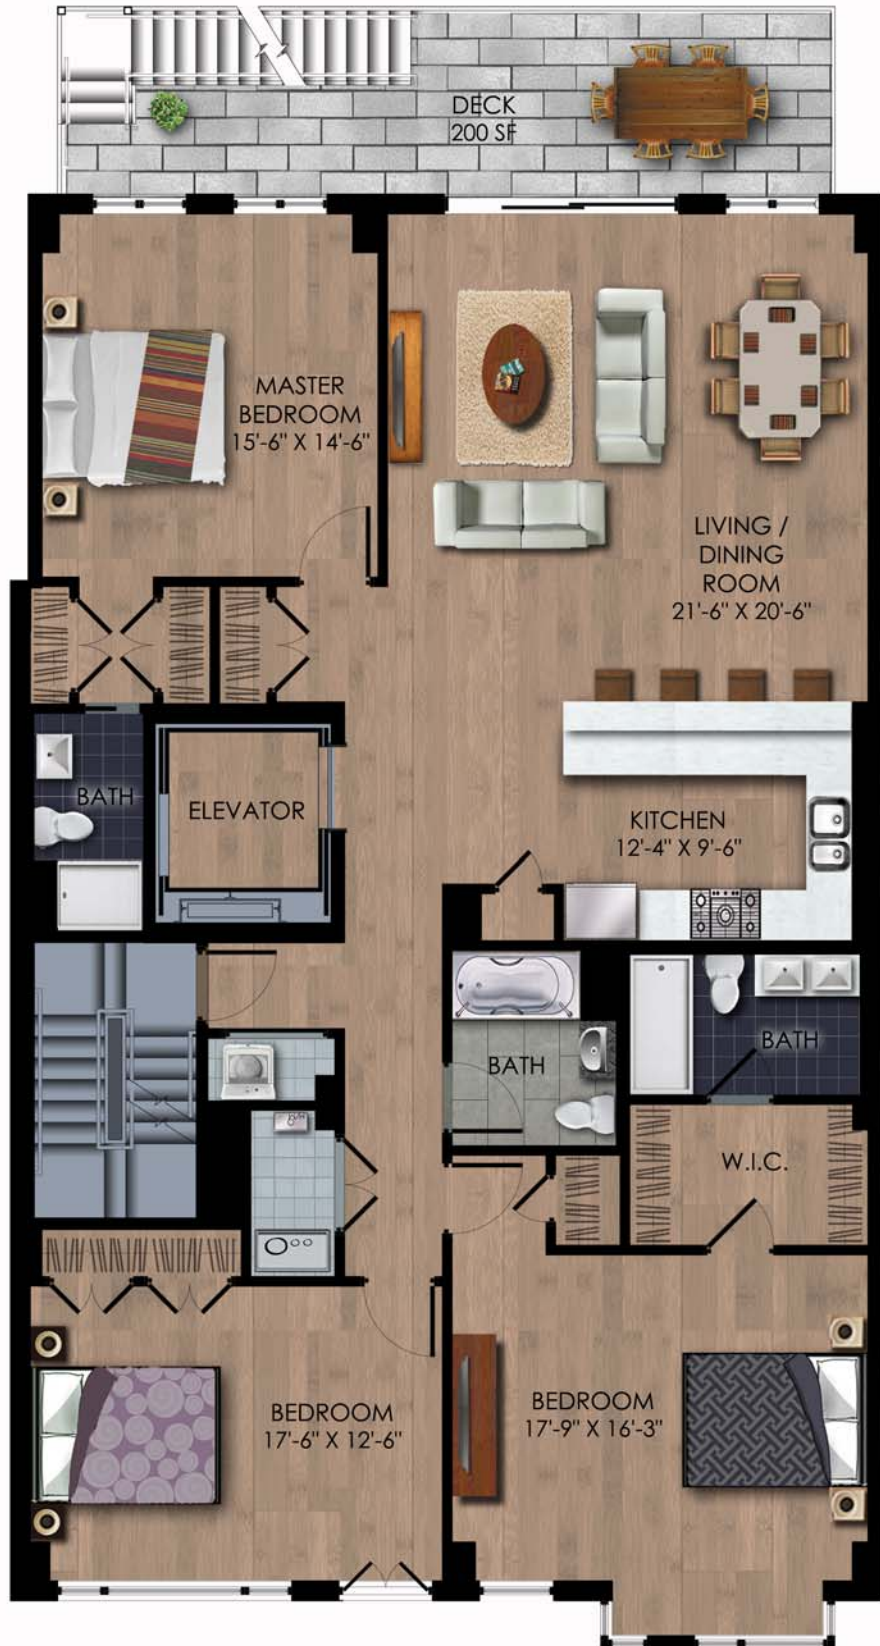 DECK
200 SF
MASTER
BEDROOM
15'-6" X 14'-6"
LIVING /
DINING
ROOM
21'-6" X 20'-6"
BATH
ELEVATOR
KITCHEN
12'-4" X 9'-6"
BATH
BATH
W.I.C.
BEDROOM
17'-6" X 12'-6"
BEDROOM
17'-9" X 16'-3"